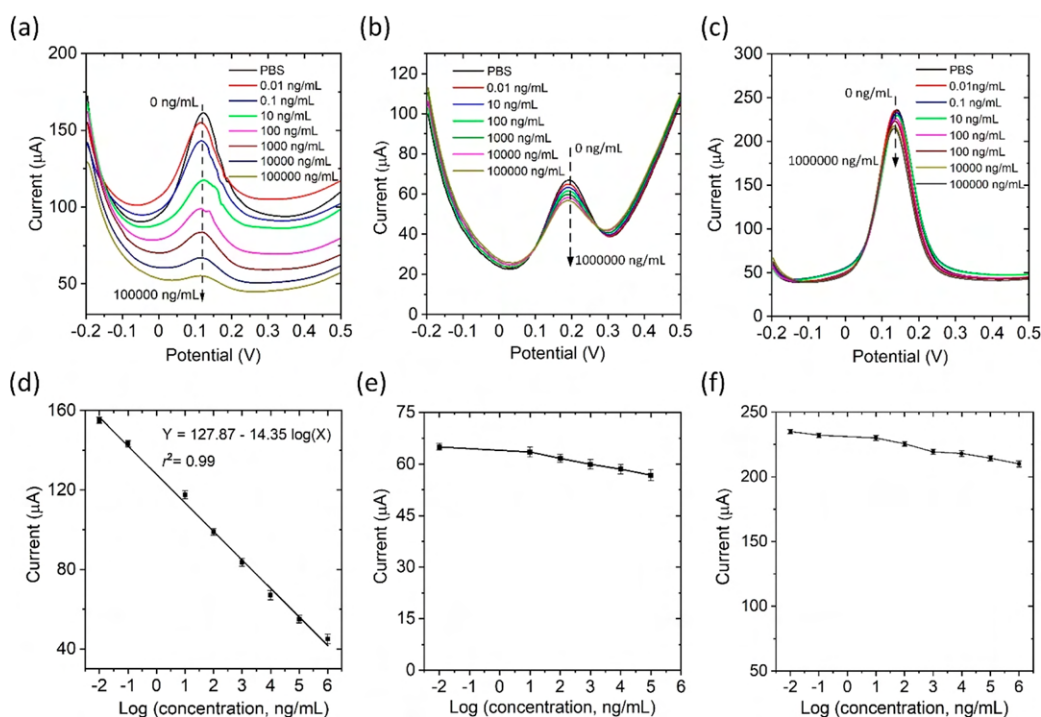 (a)
200
150
100
50
Current (µA)
PBS
0.01 ng/mL
0.1 ng/mL
10 ng/mL
100 ng/mL
1000 ng/mL
10000 ng/mL
100000 ng/mL
0 ng/mL
100000 ng/mL
-0.2 -0.1 0 0.1 0.2 0.3 0.4 0.5
Potential (V)
(b)
120
100
80
60
40
20
0
Current (µA)
PBS
0.01 ng/mL
10 ng/mL
100 ng/mL
1000 ng/mL
10000 ng/mL
100000 ng/mL
0 ng/mL
1000000 ng/mL
-0.2 -0.1 0 0.1 0.2 0.3 0.4 0.5
Potential (V)
(c)
300
250
200
150
100
50
0
Current (µA)
PBS
0.01ng/mL
0.1 ng/mL
10 ng/mL
100 ng/mL
100 ng/mL
10000 ng/mL
100000 ng/mL
0 ng/mL
1000000 ng/mL
-0.2 -0.1 0 0.1 0.2 0.3 0.4 0.5
Potential (V)
(d)
160
120
80
40
Current (µA)
Y = 127.87 - 14.35 log(X)
r²= 0.99
-2 -1 0 1 2 3 4 5 6
Log (concentration, ng/mL)
(e)
75
60
45
30
15
0
Current (µA)
-2 -1 0 1 2 3 4 5 6
Log (concentration, ng/mL)
(f)
250
200
150
100
50
Current (µA)
-2 -1 0 1 2 3 4 5 6
Log (concentration, ng/mL)